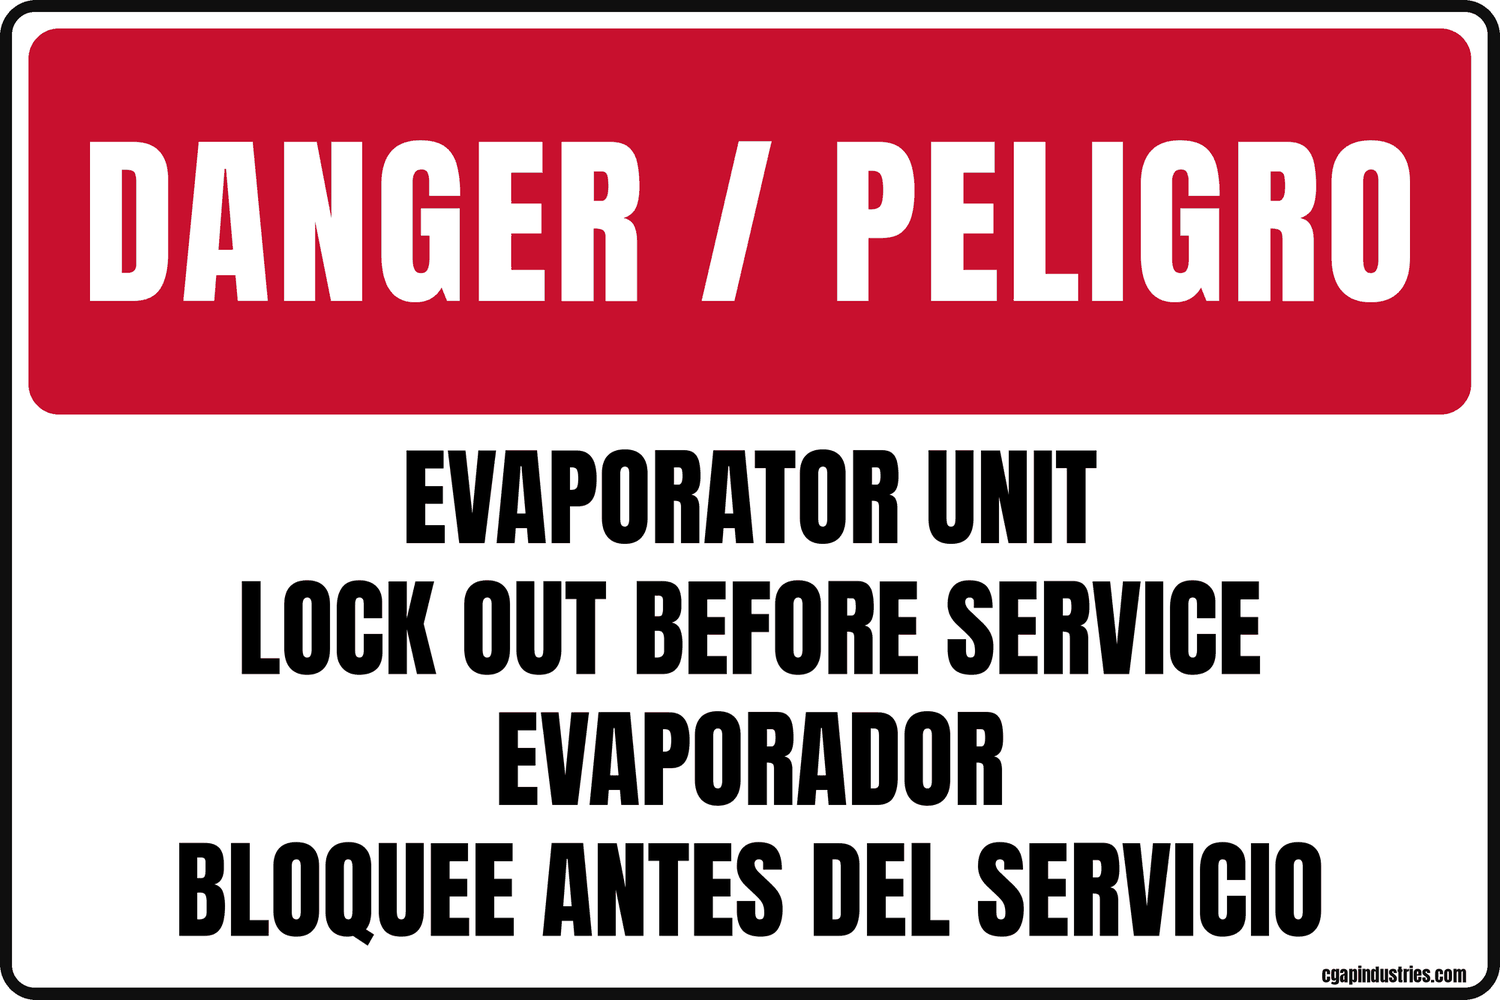 DANGER / PELIGRO
EVAPORATOR UNIT
LOCK OUT BEFORE SERVICE
EVAPORADOR
BLOQUEE ANTES DEL SERVICIO
cgapindustries.com